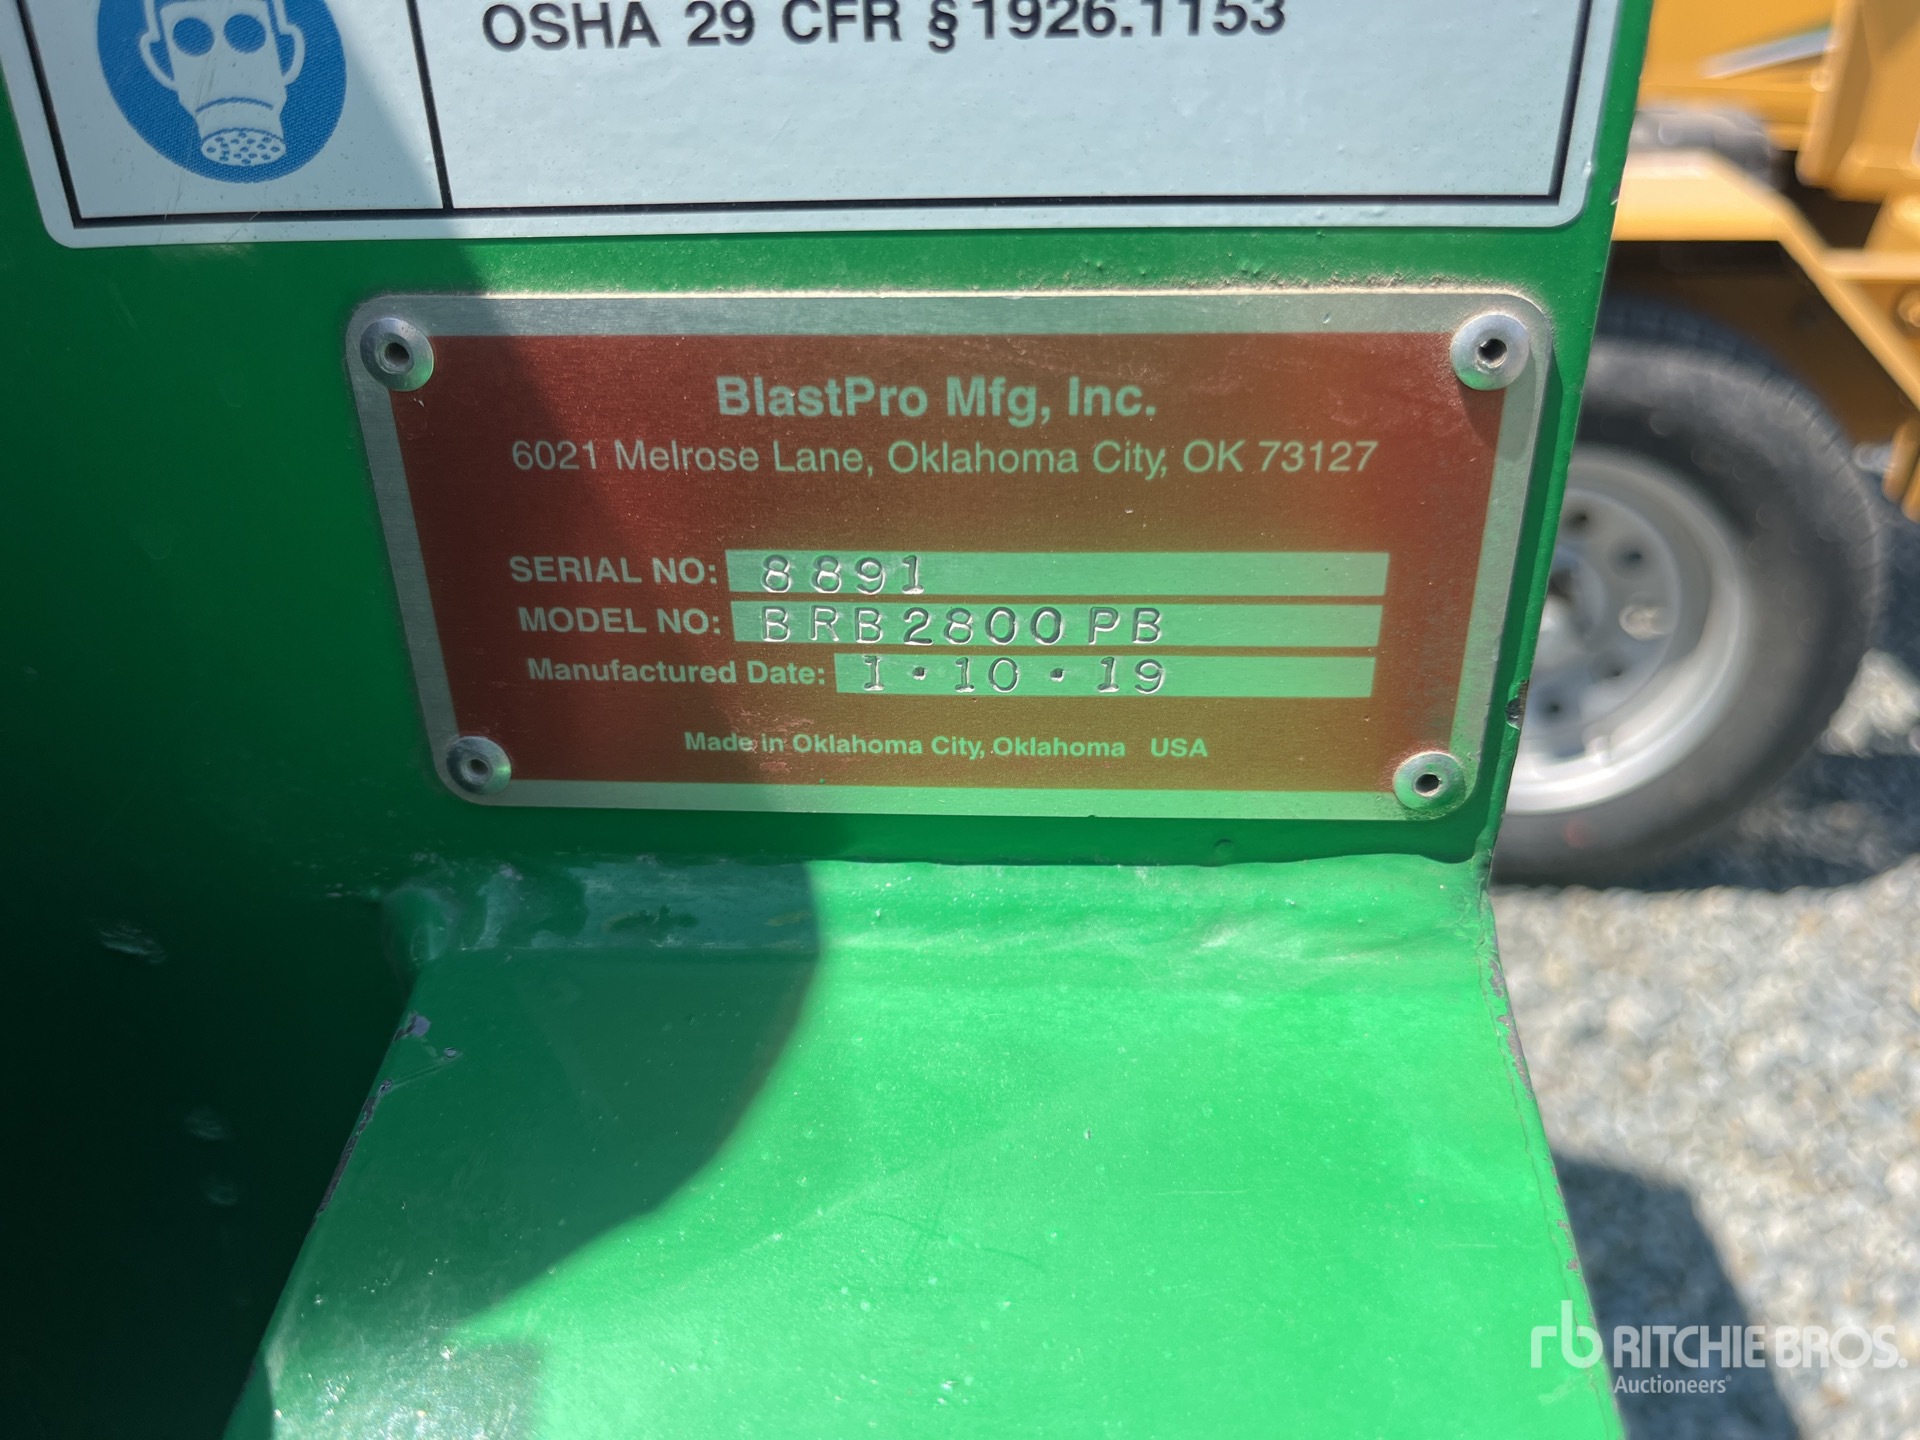 OSHA 29 CFR §1926.1153
BlastPro Mfg, Inc.
6021 Melrose Lane, Oklahoma City, OK 73127
SERIAL NO: 8891
MODEL NO: BRB2800PB
Manufactured Date: 1·10·19
Made in Oklahoma City, Oklahoma USA
rb RITCHIE BROS.
Auctioneers